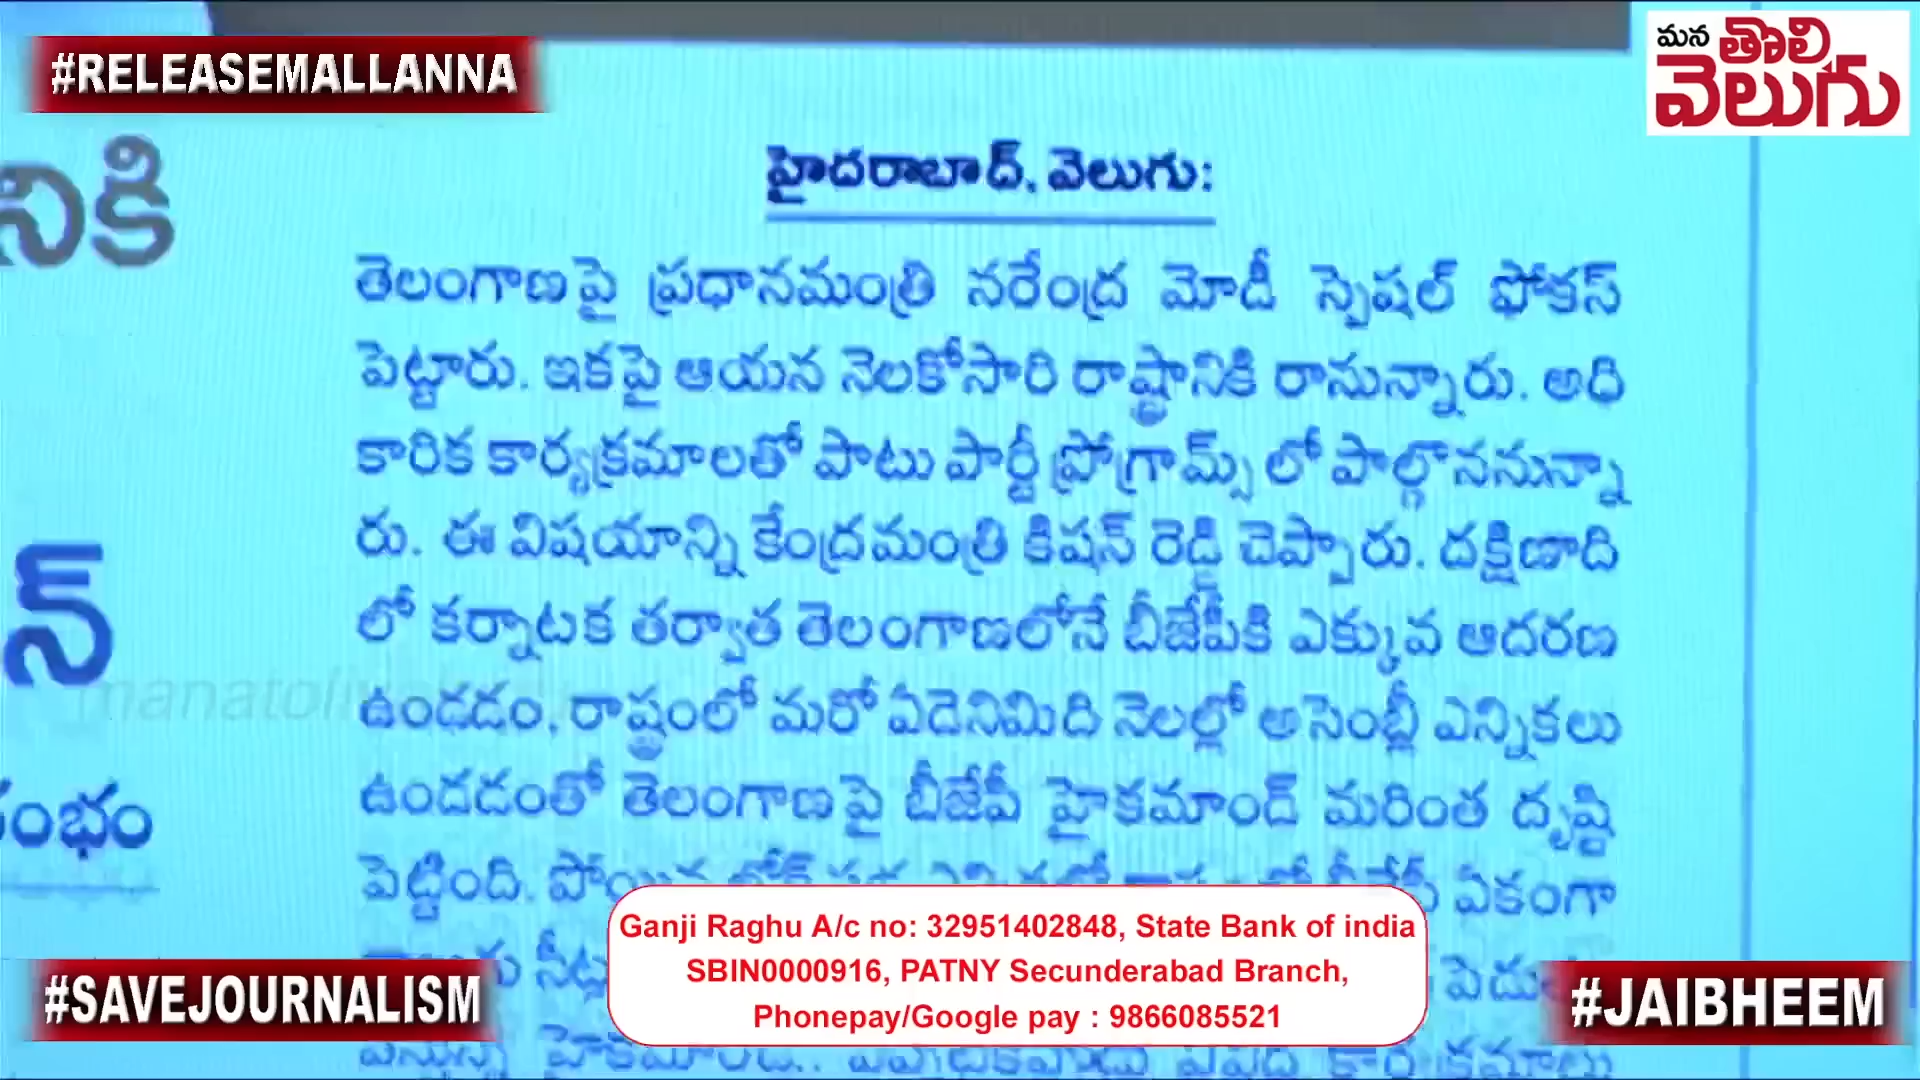 #RELEASEMALLANNA
మన తొలి
వెలుగు
నికి
హైదరాబాద్, వెలుగు:
తెలంగాణపై ప్రధానమంత్రి నరేంద్ర మోడీ స్పెషల్ ఫోకస్
పెట్టారు. ఇకపై ఆయన నెలకోసారి రాష్ట్రానికి రానున్నారు. అధి
కారిక కార్యక్రమాలతో పాటు పార్టీ ప్రోగ్రామ్స్ లో పాల్గొననున్నా
రు. ఈ విషయాన్ని కేంద్రమంత్రి కిషన్ రెడ్డి చెప్పారు. దక్షిణాది
లో కర్నాటక తర్వాత తెలంగాణలోనే బీజేపీకి ఎక్కువ ఆదరణ
ఉండడం, రాష్ట్రంలో మరో ఏడెనిమిది నెలల్లో అసెంబ్లీ ఎన్నికలు
ఉండడంతో తెలంగాణపై బీజేపీ హైకమాండ్ మరింత దృష్టి
పెట్టింది. పోయిన ఏకంగా
Ganji Raghu A/c no: 32951402848, State Bank of india
SBIN0000916, PATNY Secunderabad Branch,
Phonepay/Google pay : 9866085521
#SAVEJOURNALISM
#JAIBHEEM